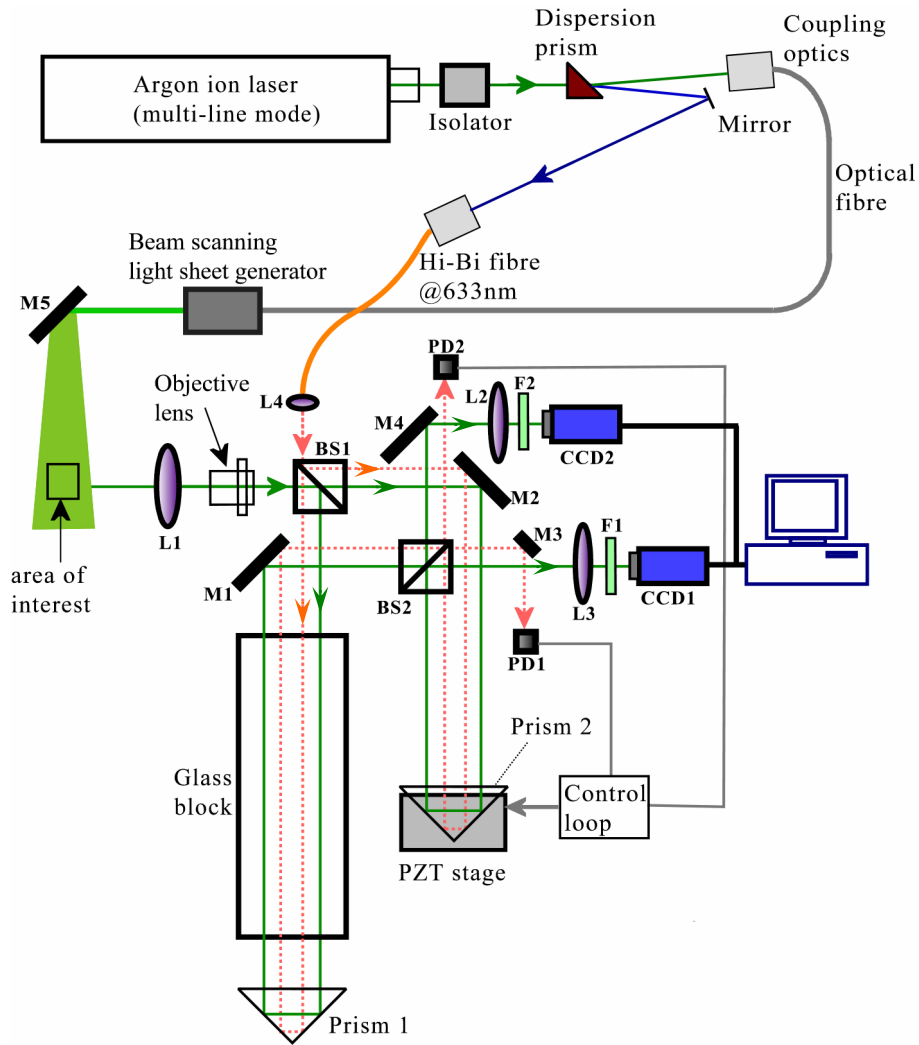 Dispersion
prism
Coupling
optics
Argon ion laser
(multi-line mode)
Isolator
Mirror
Optical
fibre
Beam scanning
light sheet generator
Hi-Bi fibre
@633nm
M5
PD2
Objective
lens
L4
L2
F2
M4
BS1
CCD2
M2
L1
M3
F1
area of
interest
M1
BS2
L3
CCD1
PD1
Prism 2
Glass
block
Control
loop
PZT stage
Prism 1